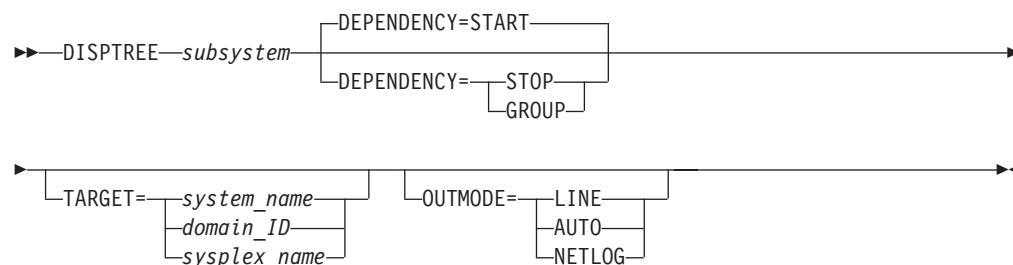 DEPENDENCY=START
DISPTREE subsystem
DEPENDENCY= STOP
GROUP
TARGET= system_name
domain_ID
sysplex_name
OUTMODE= LINE
AUTO
NETLOG